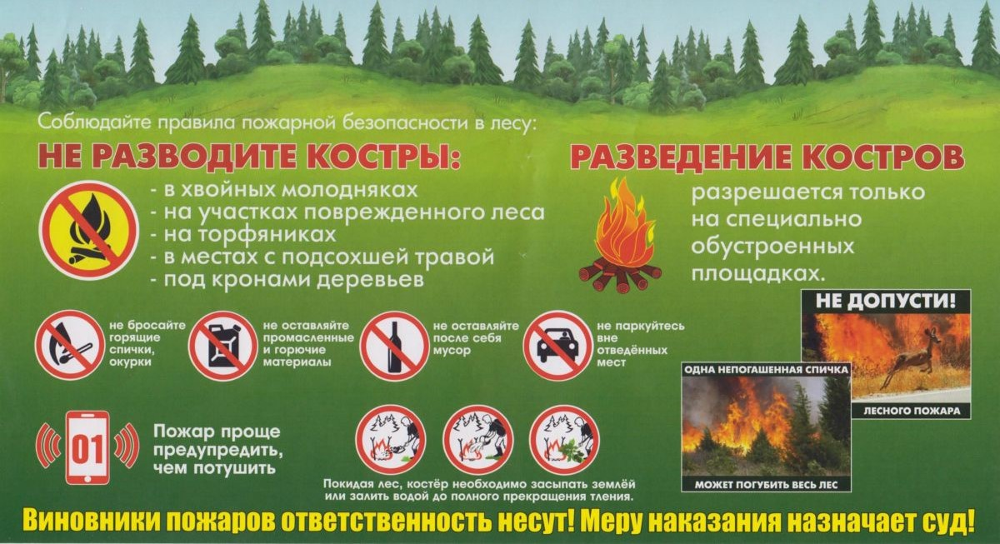 Соблюдайте правила пожарной безопасности в лесу:
НЕ РАЗВОДИТЕ КОСТРЫ:
- в хвойных молодняках
- на участках поврежденного леса
- на торфяниках
- в местах с подсохшей травой
- под кронами деревьев
РАЗВЕДЕНИЕ КОСТРОВ
разрешается только
на специально
обустроенных
площадках.
не бросайте
горящие
спички,
окурки
не оставляйте
промасленные
и горючие
материалы
не оставляйте
после себя
мусор
не паркуйтесь
вне
отведённых
мест
НЕ ДОПУСТИ!
ЛЕСНОГО ПОЖАРА
ОДНА НЕПОГАШЕННАЯ СПИЧКА
МОЖЕТ ПОГУБИТЬ ВЕСЬ ЛЕС
01
Пожар проще
предупредить,
чем потушить
Покидая лес, костёр необходимо засыпать землёй
или залить водой до полного прекращения тления.
Виновники пожаров ответственность несут! Меру наказания назначает суд!